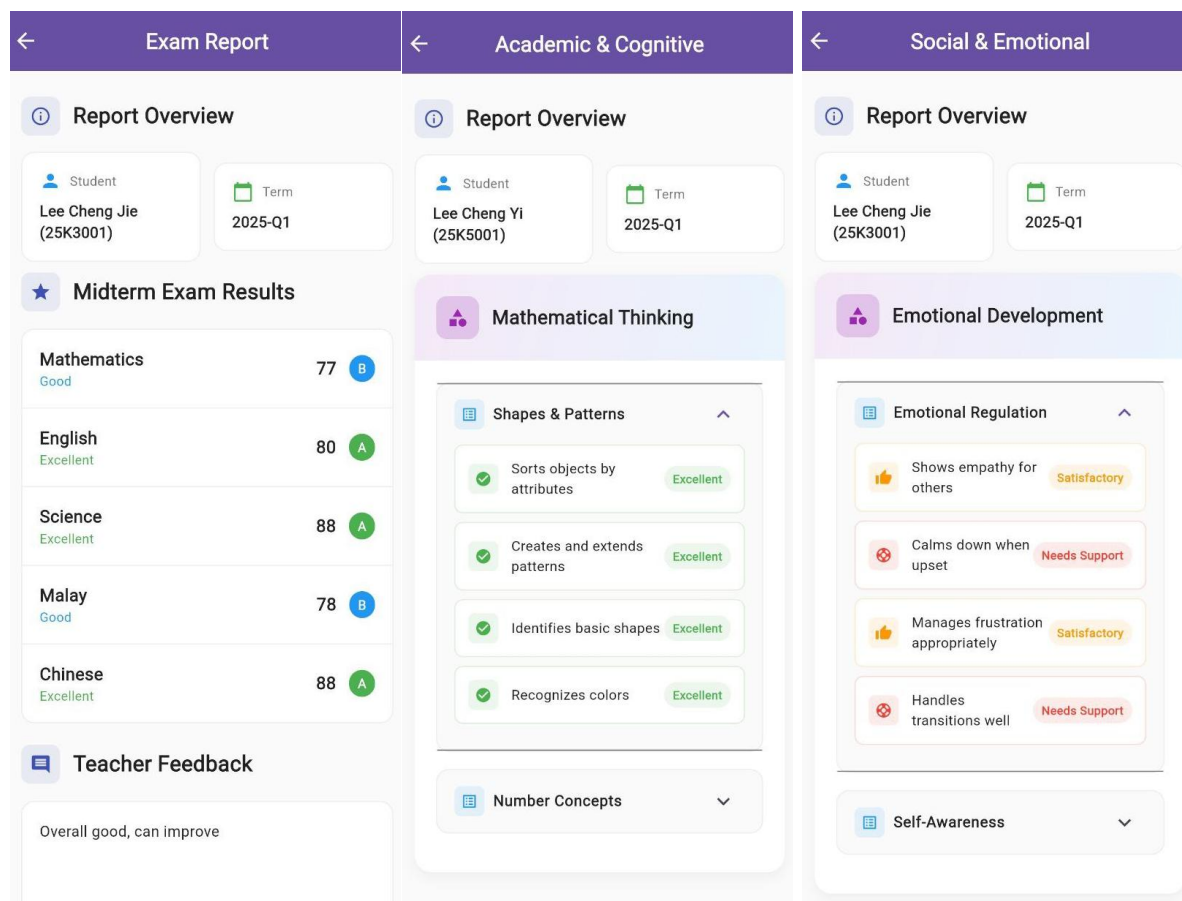 Exam Report
Report Overview
Student
Lee Cheng Jie
(25K3001)
Term
2025-Q1
Midterm Exam Results
Mathematics
Good
77 B
English
Excellent
80 A
Science
Excellent
88 A
Malay
Good
78 B
Chinese
Excellent
88 A
Teacher Feedback
Overall good, can improve
Academic & Cognitive
Report Overview
Student
Lee Cheng Yi
(25K5001)
Term
2025-Q1
Mathematical Thinking
Shapes & Patterns
Sorts objects by
attributes
Excellent
Creates and extends
patterns
Excellent
Identifies basic shapes Excellent
Recognizes colors Excellent
Number Concepts
Social & Emotional
Report Overview
Student
Lee Cheng Jie
(25K3001)
Term
2025-Q1
Emotional Development
Emotional Regulation
Shows empathy for
others
Satisfactory
Calms down when
upset
Needs Support
Manages frustration
appropriately
Satisfactory
Handles
transitions well
Needs Support
Self-Awareness